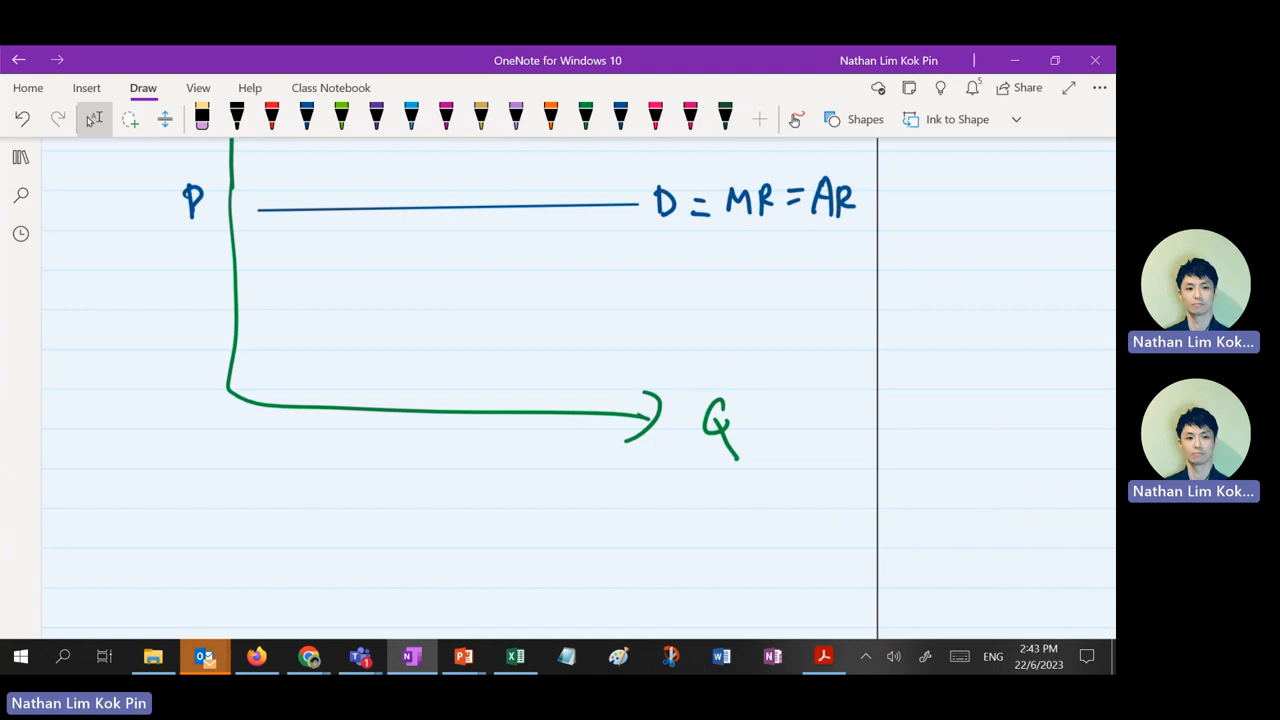 OneNote for Windows 10
Nathan Lim Kok Pin
Home Insert Draw View Help Class Notebook
5
Share
Shapes
Ink to Shape
P
D = MR = AR
Q
Nathan Lim Kok...
Nathan Lim Kok...
1
ENG
2:43 PM
22/6/2023
Nathan Lim Kok Pin